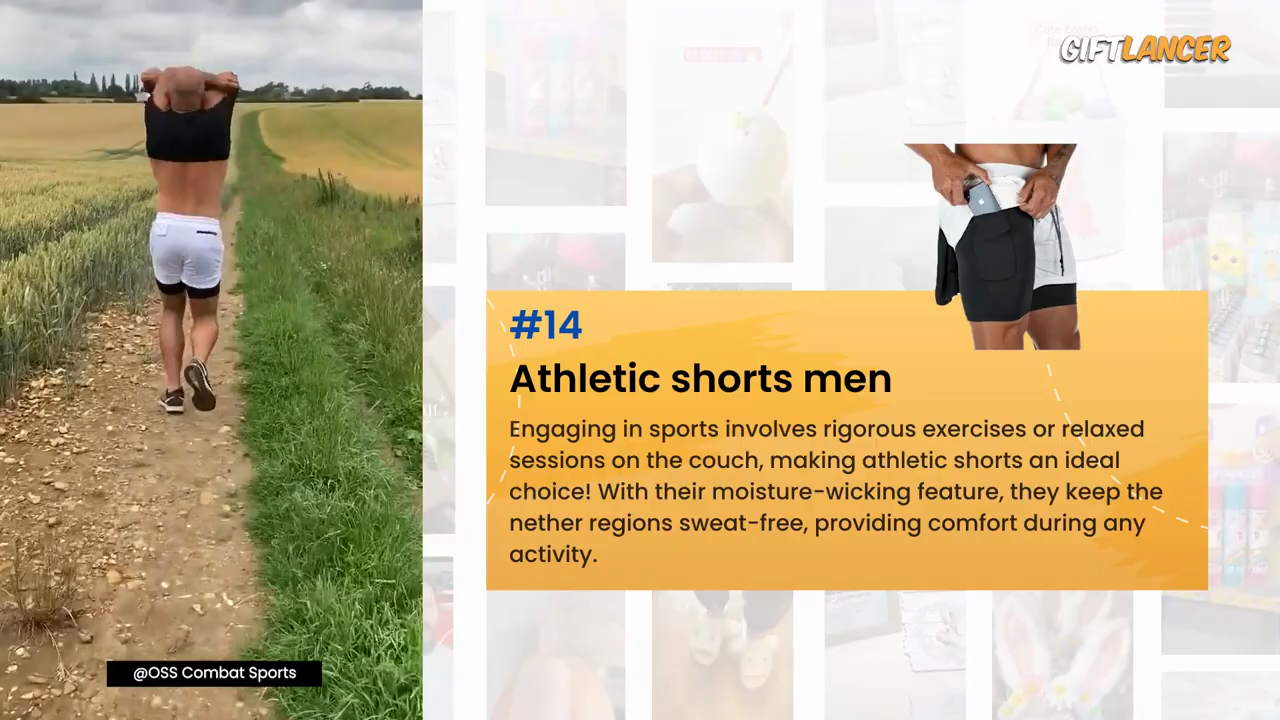 GIFTLANCER
#14
Athletic shorts men
Engaging in sports involves rigorous exercises or relaxed
sessions on the couch, making athletic shorts an ideal
choice! With their moisture-wicking feature, they keep the
nether regions sweat-free, providing comfort during any
activity.
@OSS Combat Sports